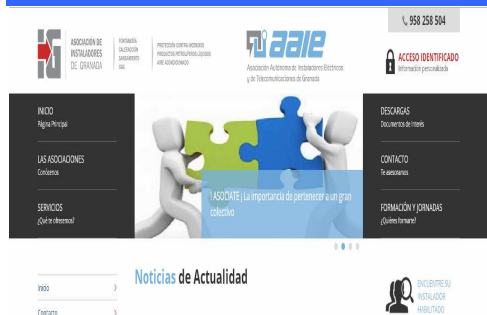 958 258 504
ASOCIACIÓN DE
INSTALADORES
DE GRANADA
FONTANERÍA
CALEFACCIÓN
SANEAMIENTO
GAS
PROTECCIÓN CONTRA INCENDIOS
PRODUCTOS PETROLÍFEROS LÍQUIDOS
AIRE ACONDICIONADO
aaie
Asociación Autónoma de Instaladores Eléctricos
y de Telecomunicaciones de Granada
ACCESO IDENTIFICADO
Información personalizada
INICIO
Página Principal
LAS ASOCIACIONES
Conócenos
SERVICIOS
¿Qué te ofrecemos?
¡ ASOCIATE ¡ La importancia de pertenecer a un gran
colectivo
DESCARGAS
Documentos de Interés
CONTACTO
Te asesoramos
FORMACIÓN Y JORNADAS
¿Quieres formarte?
Inicio
Contacto
Noticias de Actualidad
ENCUENTRE SU
INSTALADOR
HABILITADO